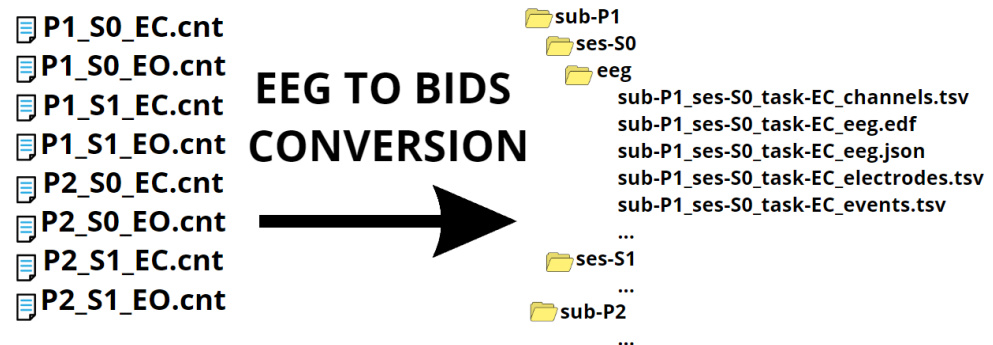 P1_S0_EC.cnt
P1_S0_EO.cnt
P1_S1_EC.cnt
P1_S1_EO.cnt
P2_S0_EC.cnt
P2_S0_EO.cnt
P2_S1_EC.cnt
P2_S1_EO.cnt
EEG TO BIDS
CONVERSION
sub-P1
ses-S0
eeg
sub-P1_ses-S0_task-EC_channels.tsv
sub-P1_ses-S0_task-EC_eeg.edf
sub-P1_ses-S0_task-EC_eeg.json
sub-P1_ses-S0_task-EC_electrodes.tsv
sub-P1_ses-S0_task-EC_events.tsv
...
ses-S1
...
sub-P2
...